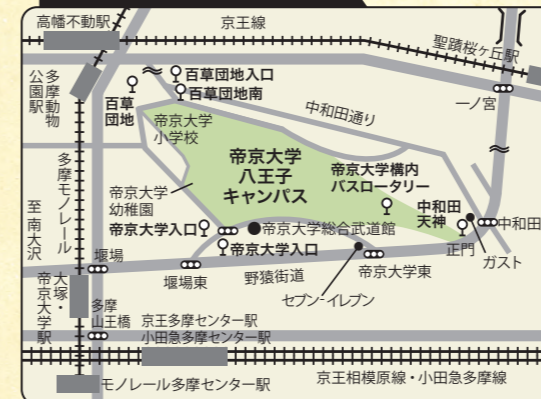 高幡不動駅
京王線
聖蹟桜ヶ丘駅
多摩動物
公園駅
百草団地入口
百草団地南
百草
団地
帝京大学
小学校
中和田通り
一ノ宮
帝京大学
八王子
キャンパス
帝京大学構内
バスロータリー
多摩モノレール
至南大沢
帝京大学
幼稚園
中和田
天神
中和田
帝京大学入口
帝京大学総合武道館
帝京大学入口
正門
ガスト
堰場
堰場東
野猿街道
帝京大学東
セブン-イレブン
大塚・
帝京大学駅
多摩
山王橋
京王多摩センター駅
小田急多摩センター駅
モノレール多摩センター駅
京王相模原線・小田急多摩線